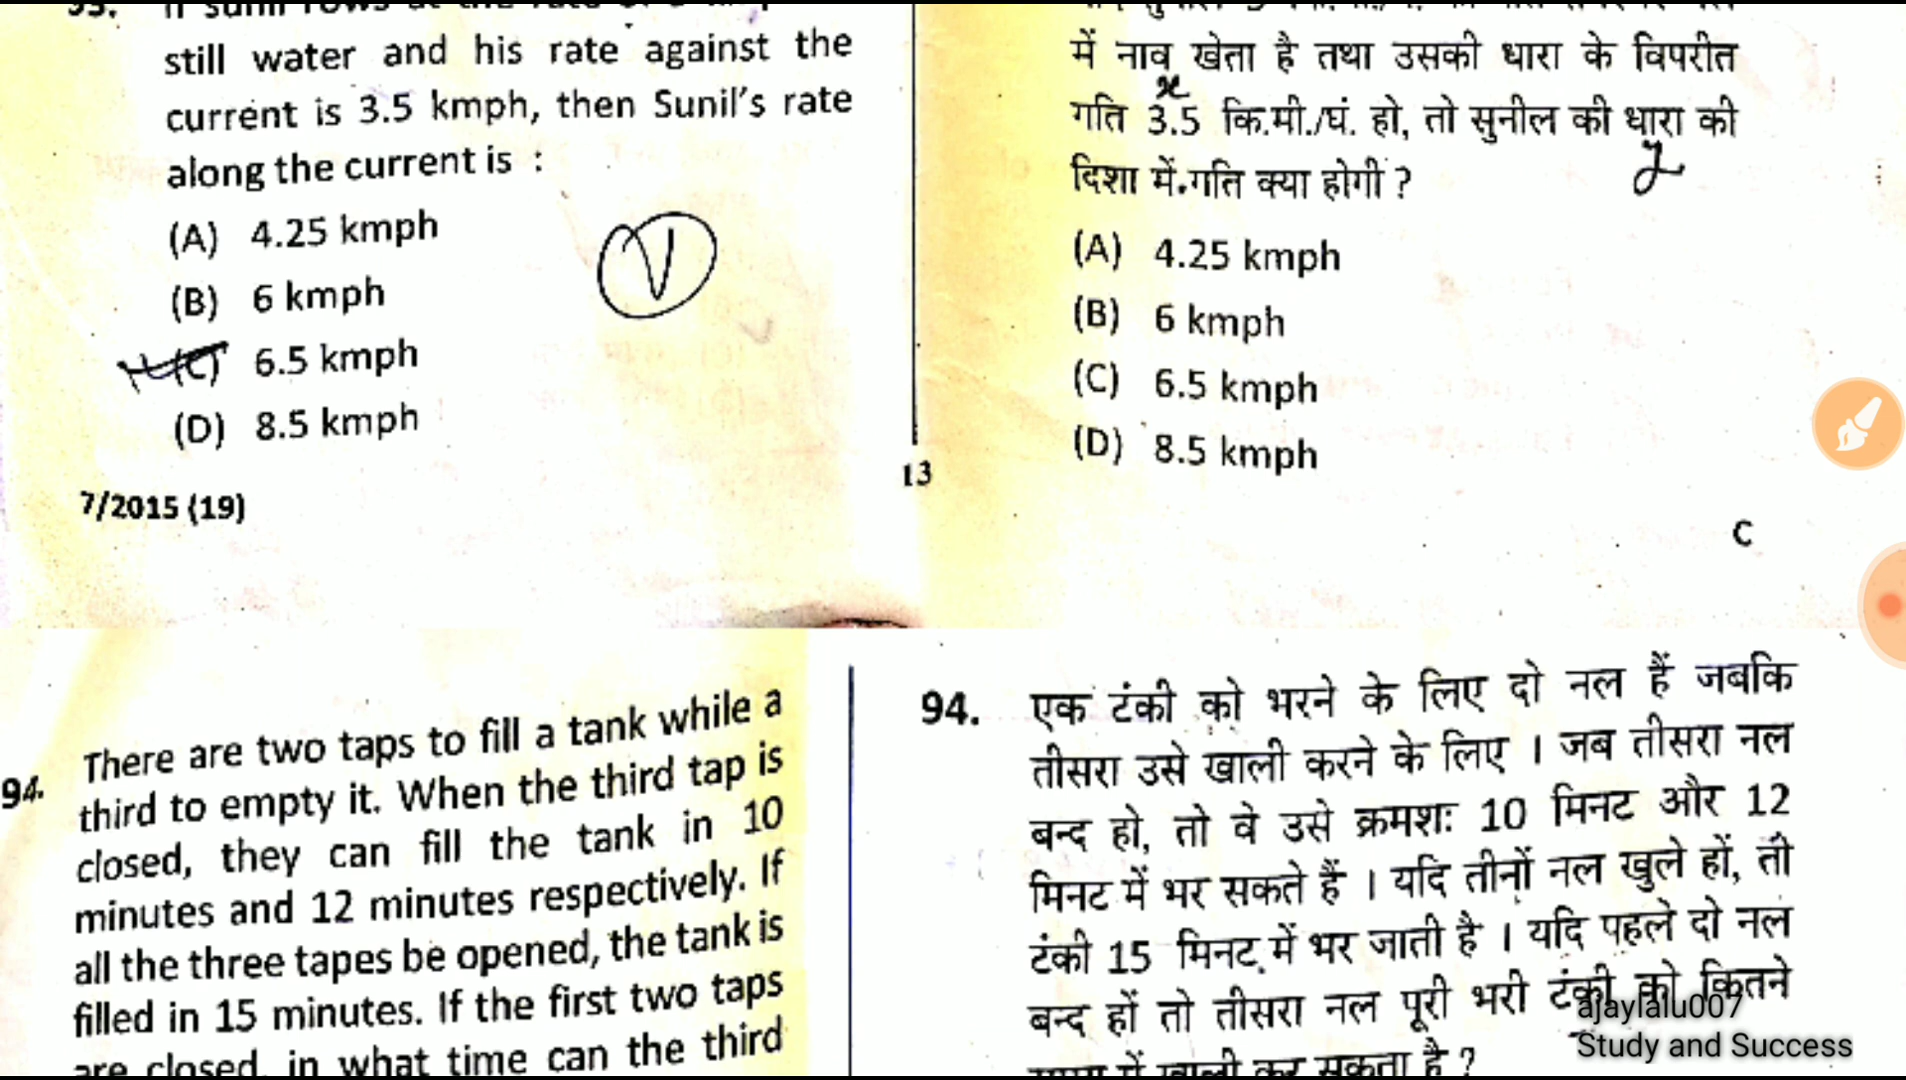 still water and his rate against the
current is 3.5 kmph, then Sunil's rate
along the current is :
(A) 4.25 kmph
(B) 6 kmph
(C) 6.5 kmph
(D) 8.5 kmph
7/2015 (19)
में नाव खेता है तथा उसकी धारा के विपरीत
x
गति 3.5 कि.मी./घं. हो, तो सुनील की धारा की
दिशा में गति क्या होगी ?
(A) 4.25 kmph
(B) 6 kmph
(C) 6.5 kmph
(D) 8.5 kmph
13
C
94. There are two taps to fill a tank while a
third to empty it. When the third tap is
closed, they can fill the tank in 10
minutes and 12 minutes respectively. If
all the three tapes be opened, the tank is
filled in 15 minutes. If the first two taps
are closed, in what time can the third
94. एक टंकी को भरने के लिए दो नल हैं जबकि
तीसरा उसे खाली करने के लिए । जब तीसरा नल
बन्द हो, तो वे उसे क्रमशः 10 मिनट और 12
मिनट में भर सकते हैं । यदि तीनों नल खुले हों, तो
टंकी 15 मिनट में भर जाती है । यदि पहले दो नल
बन्द हों तो तीसरा नल पूरी भरी टंकी को कितने
समय में खाली कर सकता है ?
ajaylalu007
Study and Success